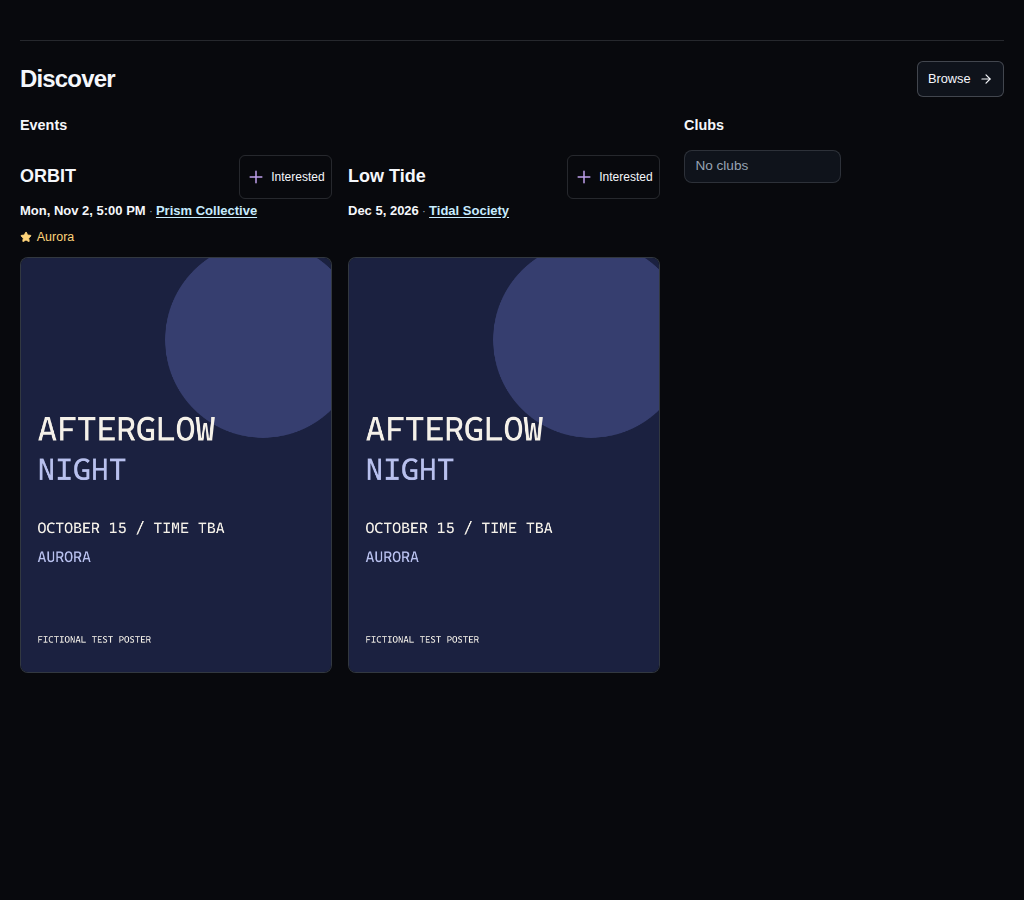 Discover
Browse
Events
Clubs
ORBIT
Interested
Mon, Nov 2, 5:00 PM · Prism Collective
Aurora
AFTERGLOW
NIGHT
OCTOBER 15 / TIME TBA
AURORA
FICTIONAL TEST POSTER
Low Tide
Interested
Dec 5, 2026 · Tidal Society
AFTERGLOW
NIGHT
OCTOBER 15 / TIME TBA
AURORA
FICTIONAL TEST POSTER
No clubs